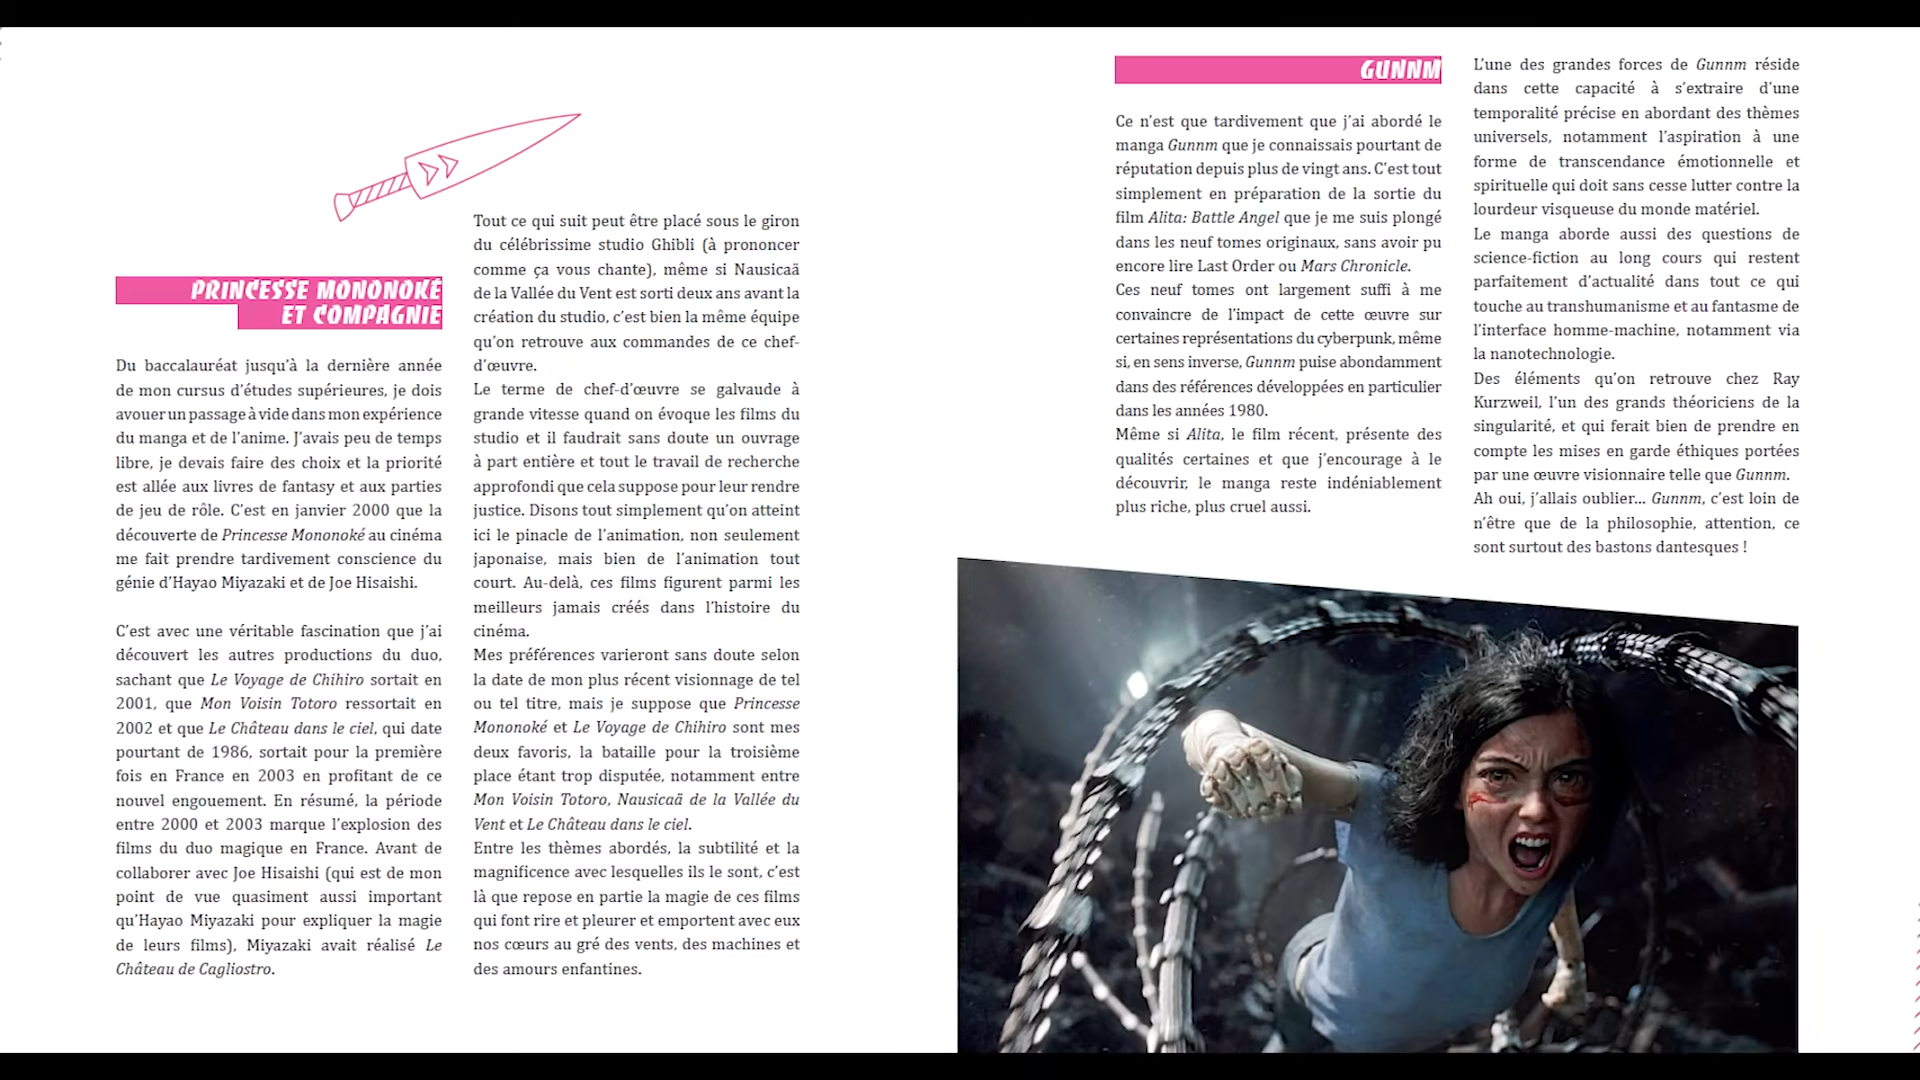 PRINCESSE MONONOKÉ
ET COMPAGNIE
Du baccalauréat jusqu’à la dernière année
de mon cursus d’études supérieures, je dois
avouer un passage à vide dans mon expérience
du manga et de l’anime. J’avais peu de temps
libre, je devais faire des choix et la priorité
est allée aux livres de fantasy et aux parties
de jeu de rôle. C’est en janvier 2000 que la
découverte de Princesse Mononoké au cinéma
me fait prendre tardivement conscience du
génie d’Hayao Miyazaki et de Joe Hisaishi.
C’est avec une véritable fascination que j’ai
découvert les autres productions du duo,
sachant que Le Voyage de Chihiro sortait en
2001, que Mon Voisin Totoro ressortait en
2002 et que Le Château dans le ciel, qui date
pourtant de 1986, sortait pour la première
fois en France en 2003 en profitant de ce
nouvel engouement. En résumé, la période
entre 2000 et 2003 marque l’explosion des
films du duo magique en France. Avant de
collaborer avec Joe Hisaishi (qui est de mon
point de vue quasiment aussi important
qu’Hayao Miyazaki pour expliquer la magie
de leurs films), Miyazaki avait réalisé Le
Château de Cagliostro.
Tout ce qui suit peut être placé sous le giron
du célébrissime studio Ghibli (à prononcer
comme ça vous chante), même si Nausicaä
de la Vallée du Vent est sorti deux ans avant la
création du studio, c’est bien la même équipe
qu’on retrouve aux commandes de ce chef-
d’œuvre.
Le terme de chef-d’œuvre se galvaude à
grande vitesse quand on évoque les films du
studio et il faudrait sans doute un ouvrage
à part entière et tout le travail de recherche
approfondi que cela suppose pour leur rendre
justice. Disons tout simplement qu’on atteint
ici le pinacle de l’animation, non seulement
japonaise, mais bien de l’animation tout
court. Au-delà, ces films figurent parmi les
meilleurs jamais créés dans l’histoire du
cinéma.
Mes préférences varieront sans doute selon
la date de mon plus récent visionnage de tel
ou tel titre, mais je suppose que Princesse
Mononoké et Le Voyage de Chihiro sont mes
deux favoris, la bataille pour la troisième
place étant trop disputée, notamment entre
Mon Voisin Totoro, Nausicaä de la Vallée du
Vent et Le Château dans le ciel.
Entre les thèmes abordés, la subtilité et la
magnificence avec lesquelles ils le sont, c’est
là que repose en partie la magie de ces films
qui font rire et pleurer et emportent avec eux
nos cœurs au gré des vents, des machines et
des amours enfantines.
GUNNM
Ce n’est que tardivement que j’ai abordé le
manga Gunnm que je connaissais pourtant de
réputation depuis plus de vingt ans. C’est tout
simplement en préparation de la sortie du
film Alita: Battle Angel que je me suis plongé
dans les neuf tomes originaux, sans avoir pu
encore lire Last Order ou Mars Chronicle.
Ces neuf tomes ont largement suffi à me
convaincre de l’impact de cette œuvre sur
certaines représentations du cyberpunk, même
si, en sens inverse, Gunnm puise abondamment
dans des références développées en particulier
dans les années 1980.
Même si Alita, le film récent, présente des
qualités certaines et que j’encourage à le
découvrir, le manga reste indéniablement
plus riche, plus cruel aussi.
L’une des grandes forces de Gunnm réside
dans cette capacité à s’extraire d’une
temporalité précise en abordant des thèmes
universels, notamment l’aspiration à une
forme de transcendance émotionnelle et
spirituelle qui doit sans cesse lutter contre la
lourdeur visqueuse du monde matériel.
Le manga aborde aussi des questions de
science-fiction au long cours qui restent
parfaitement d’actualité dans tout ce qui
touche au transhumanisme et au fantasme de
l’interface homme-machine, notamment via
la nanotechnologie.
Des éléments qu’on retrouve chez Ray
Kurzweil, l’un des grands théoriciens de la
singularité, et qui ferait bien de prendre en
compte les mises en garde éthiques portées
par une œuvre visionnaire telle que Gunnm.
Ah oui, j’allais oublier... Gunnm, c’est loin de
n’être que de la philosophie, attention, ce
sont surtout des bastons dantesques !